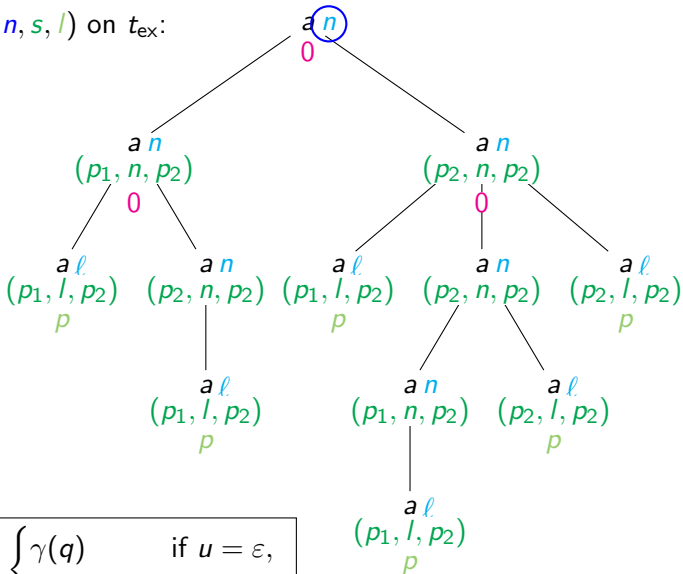 n, s, l) on t_ex:
a n
0
a n
(p₁, n, p₂)
0
a n
(p₂, n, p₂)
0
a ℓ
(p₁, l, p₂)
p
a n
(p₂, n, p₂)
a ℓ
(p₁, l, p₂)
p
a n
(p₂, n, p₂)
a ℓ
(p₂, l, p₂)
p
a ℓ
(p₁, l, p₂)
p
a n
(p₁, n, p₂)
a ℓ
(p₂, l, p₂)
p
a ℓ
(p₁, l, p₂)
p
{ γ(q) if u = ε,